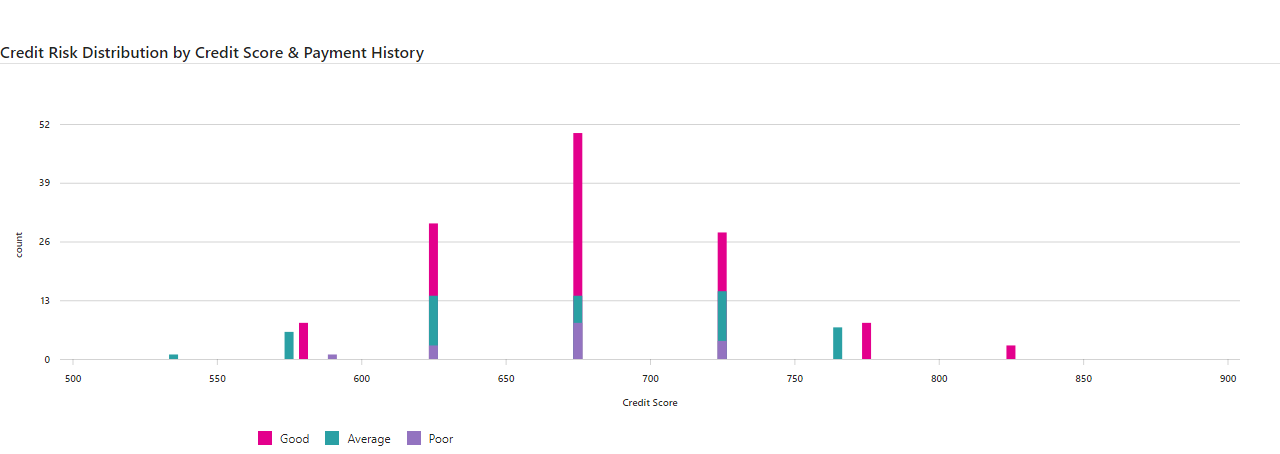 Credit Risk Distribution by Credit Score & Payment History
52
39
26
13
0
count
500 550 600 650 700 750 800 850 900
Credit Score
Good Average Poor